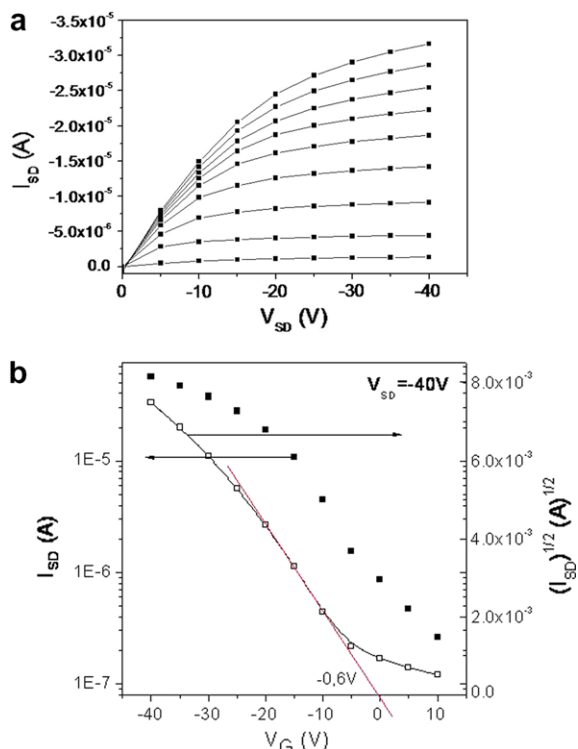 a
-3.5x10⁻⁵
-3.0x10⁻⁵
-2.5x10⁻⁵
-2.0x10⁻⁵
-1.5x10⁻⁵
-1.0x10⁻⁵
-5.0x10⁻⁶
0.0
I_SD (A)
0 -10 -20 -30 -40
V_SD (V)
b
V_SD=-40V
1E-5
1E-6
1E-7
I_SD (A)
8.0x10⁻³
6.0x10⁻³
4.0x10⁻³
2.0x10⁻³
0.0
(I_SD)^1/2 (A)^1/2
-0,6V
-40 -30 -20 -10 0 10
V_G (V)